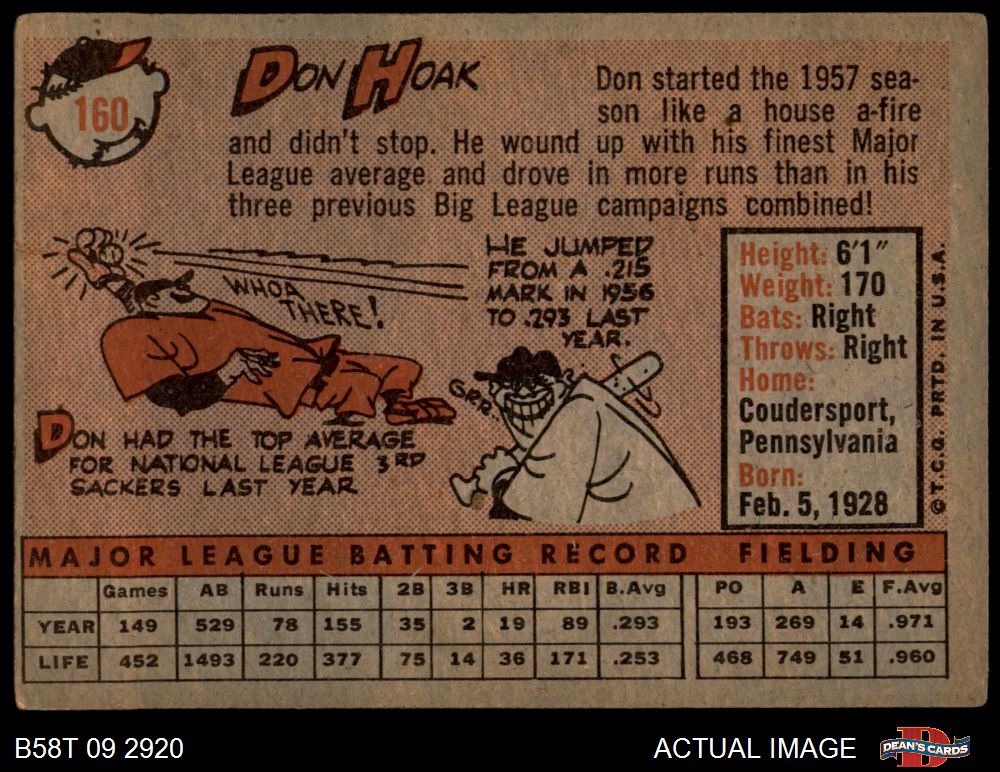 160
DON HOAK
Don started the 1957 sea-
son like a house a-fire
and didn't stop. He wound up with his finest Major
League average and drove in more runs than in his
three previous Big League campaigns combined!
WHOA
THERE!
HE JUMPED
FROM A .215
MARK IN 1956
TO .293 LAST
YEAR.
GRR.
DON HAD THE TOP AVERAGE
FOR NATIONAL LEAGUE 3RD
SACKERS LAST YEAR
Height: 6'1"
Weight: 170
Bats: Right
Throws: Right
Home:
Coudersport,
Pennsylvania
Born:
Feb. 5, 1928
© T.C.G. PRTD. IN U.S.A.
MAJOR LEAGUE BATTING RECORD FIELDING
Games AB Runs Hits 2B 3B HR RBI B.Avg PO A E F.Avg
YEAR 149 529 78 155 35 2 19 89 .293 193 269 14 .971
LIFE 452 1493 220 377 75 14 36 171 .253 468 749 51 .960
B58T 09 2920 ACTUAL IMAGE DEAN'S CARDS